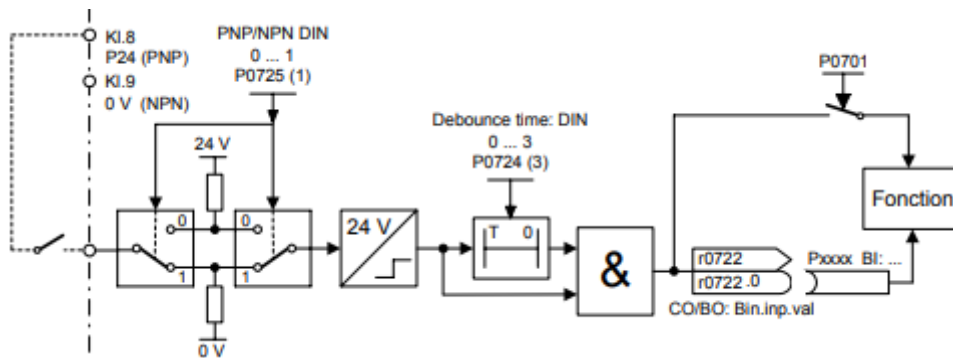 Kl.8
P24 (PNP)
Kl.9
0 V (NPN)
PNP/NPN DIN
0 ... 1
P0725 (1)
24 V
0
0
1
1
0 V
24 V
Debounce time: DIN
0 ... 3
P0724 (3)
T 0
&
P0701
Fonction
r0722
r0722 .0
Pxxxx BI: ...
CO/BO: Bin.inp.val